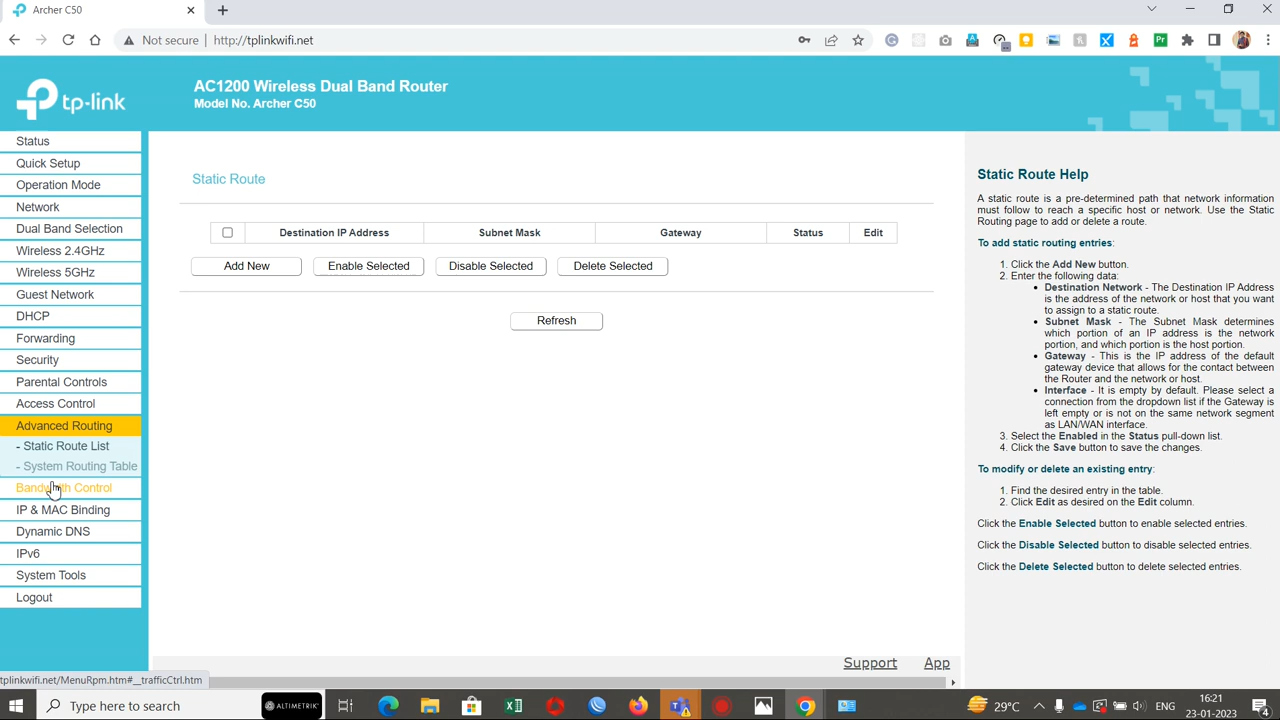 Archer C50
Not secure | http://tplinkwifi.net
tp-link
AC1200 Wireless Dual Band Router
Model No. Archer C50
Status
Quick Setup
Operation Mode
Network
Dual Band Selection
Wireless 2.4GHz
Wireless 5GHz
Guest Network
DHCP
Forwarding
Security
Parental Controls
Access Control
Advanced Routing
- Static Route List
- System Routing Table
Bandwidth Control
IP & MAC Binding
Dynamic DNS
IPv6
System Tools
Logout
Static Route
Destination IP Address Subnet Mask Gateway Status Edit
Add New Enable Selected Disable Selected Delete Selected
Refresh
Support App
Static Route Help
A static route is a pre-determined path that network information
must follow to reach a specific host or network. Use the Static
Routing page to add or delete a route.
To add static routing entries:
1. Click the Add New button.
2. Enter the following data:
• Destination Network - The Destination IP Address
is the address of the network or host that you want
to assign to a static route.
• Subnet Mask - The Subnet Mask determines
which portion of an IP address is the network
portion, and which portion is the host portion.
• Gateway - This is the IP address of the default
gateway device that allows for the contact between
the Router and the network or host.
• Interface - It is empty by default. Please select a
connection from the dropdown list if the Gateway is
left empty or is not on the same network segment
as LAN/WAN interface.
3. Select the Enabled in the Status pull-down list.
4. Click the Save button to save the changes.
To modify or delete an existing entry:
1. Find the desired entry in the table.
2. Click Edit as desired on the Edit column.
Click the Enable Selected button to enable selected entries.
Click the Disable Selected button to disable selected entries.
Click the Delete Selected button to delete selected entries.
tplinkwifi.net/MenuRpm.htm#__trafficCtrl.htm
Type here to search
ALTIMETRIK
29°C
ENG
16:21
23-01-2023
4